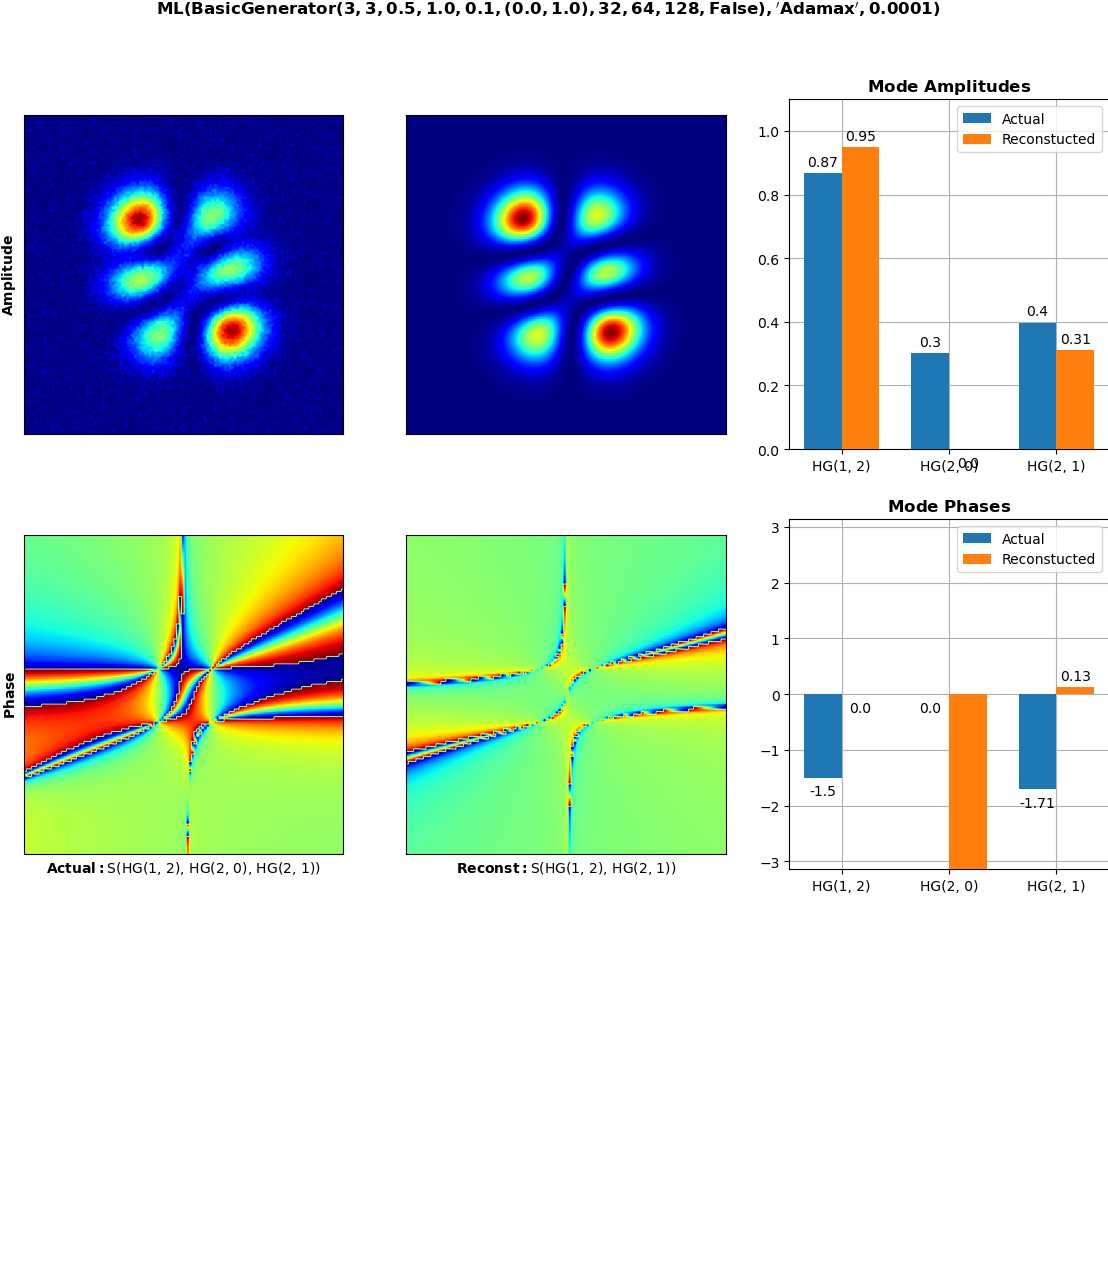 ML(BasicGenerator(3, 3, 0.5, 1.0, 0.1, (0.0, 1.0), 32, 64, 128, False), ′Adamax′, 0.0001)
Amplitude
Mode Amplitudes
Actual
Reconstucted
1.0
0.8
0.6
0.4
0.2
0.0
0.87
0.95
0.3
0.0
0.4
0.31
HG(1, 2)
HG(2, 0)
HG(2, 1)
Phase
Actual: S(HG(1, 2), HG(2, 0), HG(2, 1))
Reconst: S(HG(1, 2), HG(2, 1))
Mode Phases
Actual
Reconstucted
3
2
1
0
−1
−2
−3
-1.5
0.0
0.0
-1.71
0.13
HG(1, 2)
HG(2, 0)
HG(2, 1)